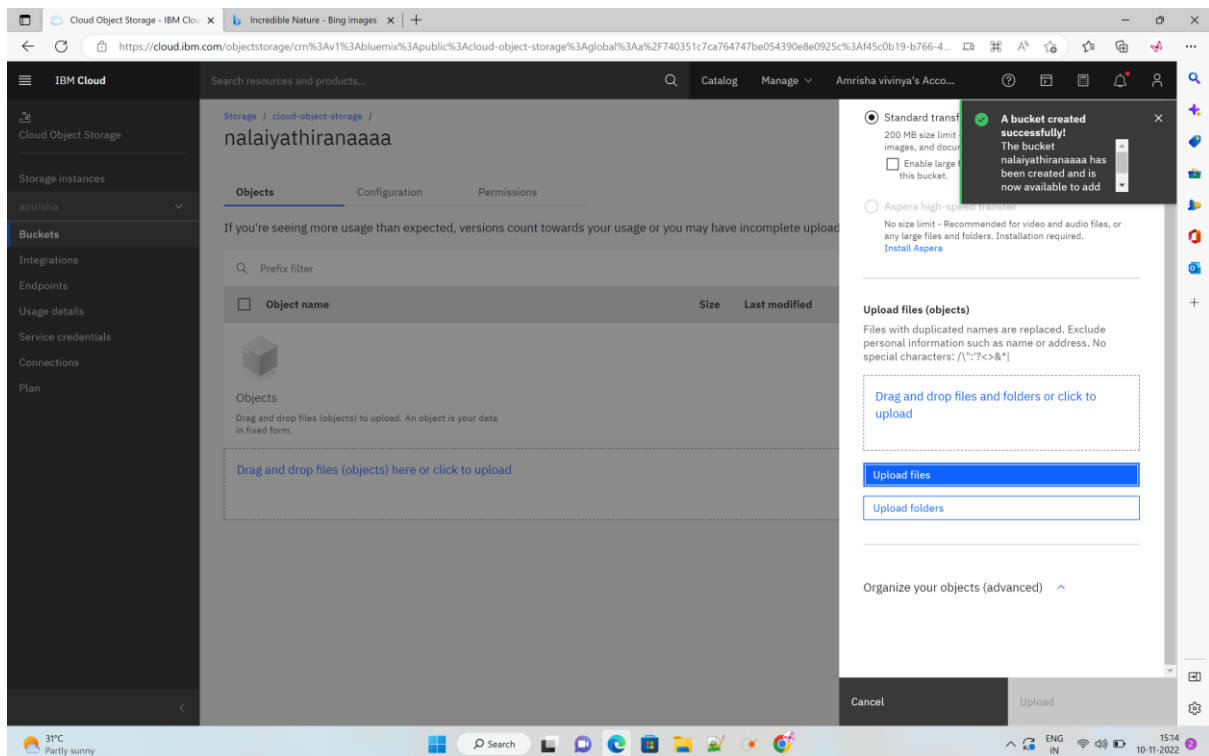 Cloud Object Storage - IBM Clou
Incredible Nature - Bing images
https://cloud.ibm.com/objectstorage/crn%3Av1%3Abluemix%3Apublic%3Acloud-object-storage%3Aglobal%3Aa%2F740351c7ca764747be054390e8e0925c%3Af45c0b19-b766-4...
IBM Cloud
Search resources and products...
Catalog
Manage
Amrisha vivinya's Acco...
Cloud Object Storage
Storage instances
amrisha
Buckets
Integrations
Endpoints
Usage details
Service credentials
Connections
Plan
Storage / cloud-object-storage /
nalaiyathiranaaaa
Objects
Configuration
Permissions
If you're seeing more usage than expected, versions count towards your usage or you may have incomplete upload
Prefix filter
Object name
Size
Last modified
Objects
Drag and drop files (objects) to upload. An object is your data
in fixed form.
Drag and drop files (objects) here or click to upload
Standard transf
200 MB size limit
images, and docu
Enable large f
this bucket.
A bucket created
successfully!
The bucket
nalaiyathiranaaaa has
been created and is
now available to add
Aspera high-speed transfer
No size limit - Recommended for video and audio files, or
any large files and folders. Installation required.
Install Aspera
Upload files (objects)
Files with duplicated names are replaced. Exclude
personal information such as name or address. No
special characters: /\":'?<>&*|
Drag and drop files and folders or click to
upload
Upload files
Upload folders
Organize your objects (advanced)
Cancel
Upload
31°C
Partly sunny
Search
ENG
IN
15:14
10-11-2022
2